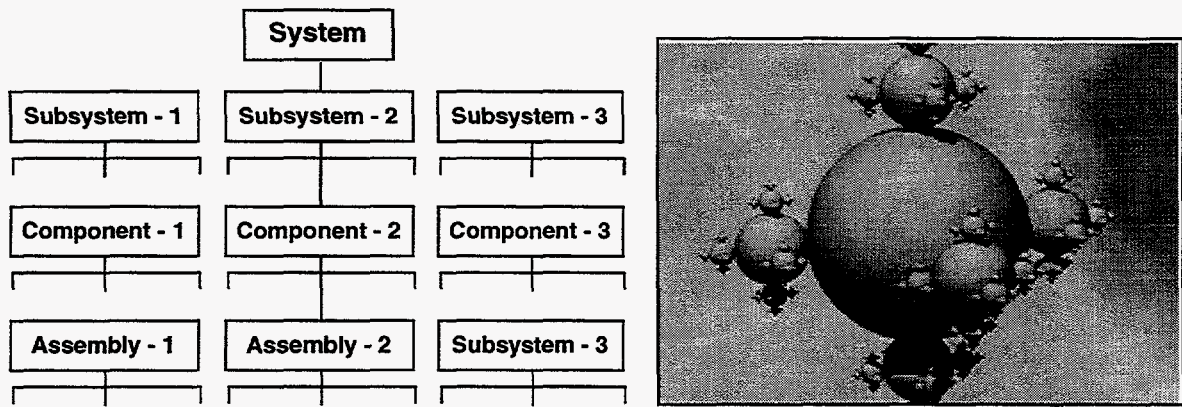 System
Subsystem - 1
Subsystem - 2
Subsystem - 3
Component - 1
Component - 2
Component - 3
Assembly - 1
Assembly - 2
Subsystem - 3